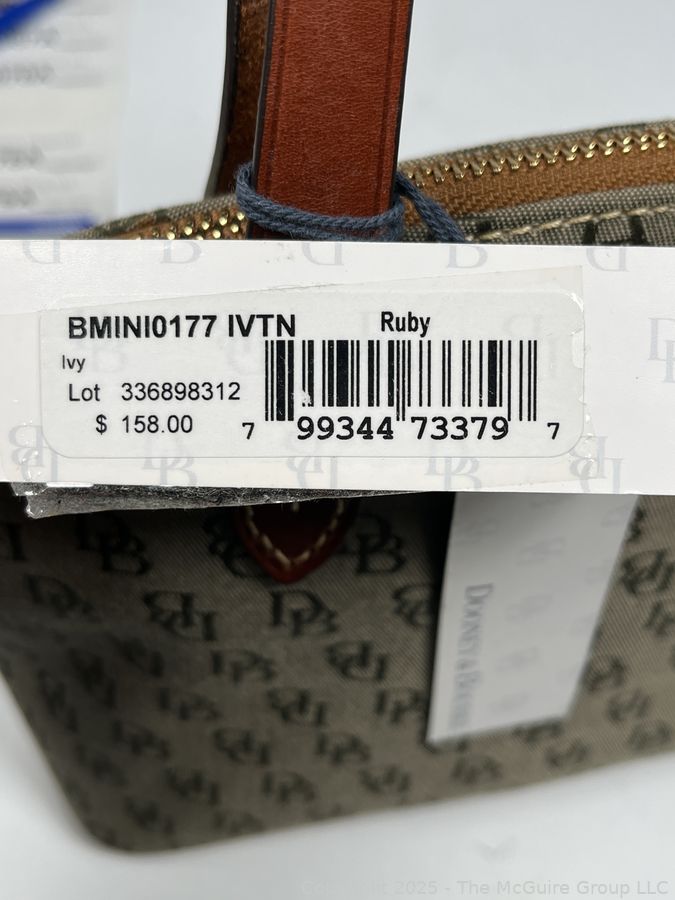 BMINI0177 IVTN Ruby
Ivy
Lot 336898312
$ 158.00
7 99344 73379 7
DOONEY & BOURKE
Copyright 2025 - The McGuire Group LLC